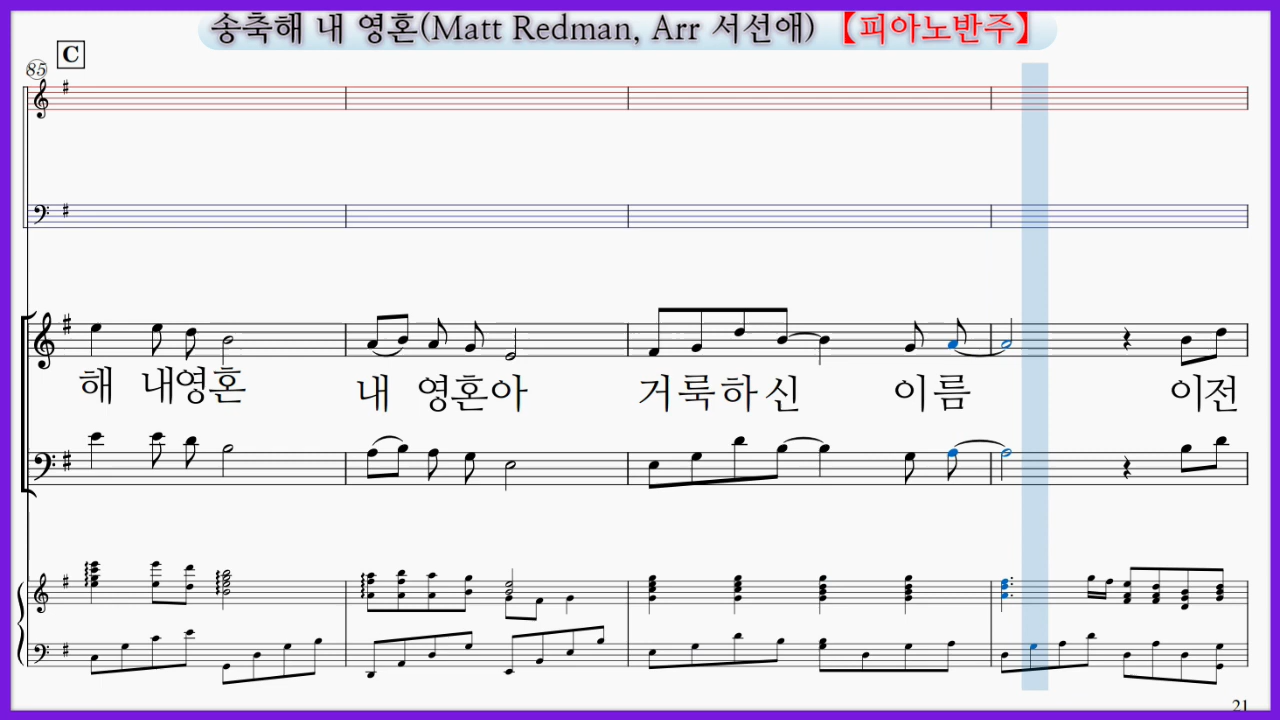 송축해 내 영혼(Matt Redman, Arr 서선애) 【피아노반주】
C
85
해 내영혼 내 영혼아 거룩하신 이름 이전
21